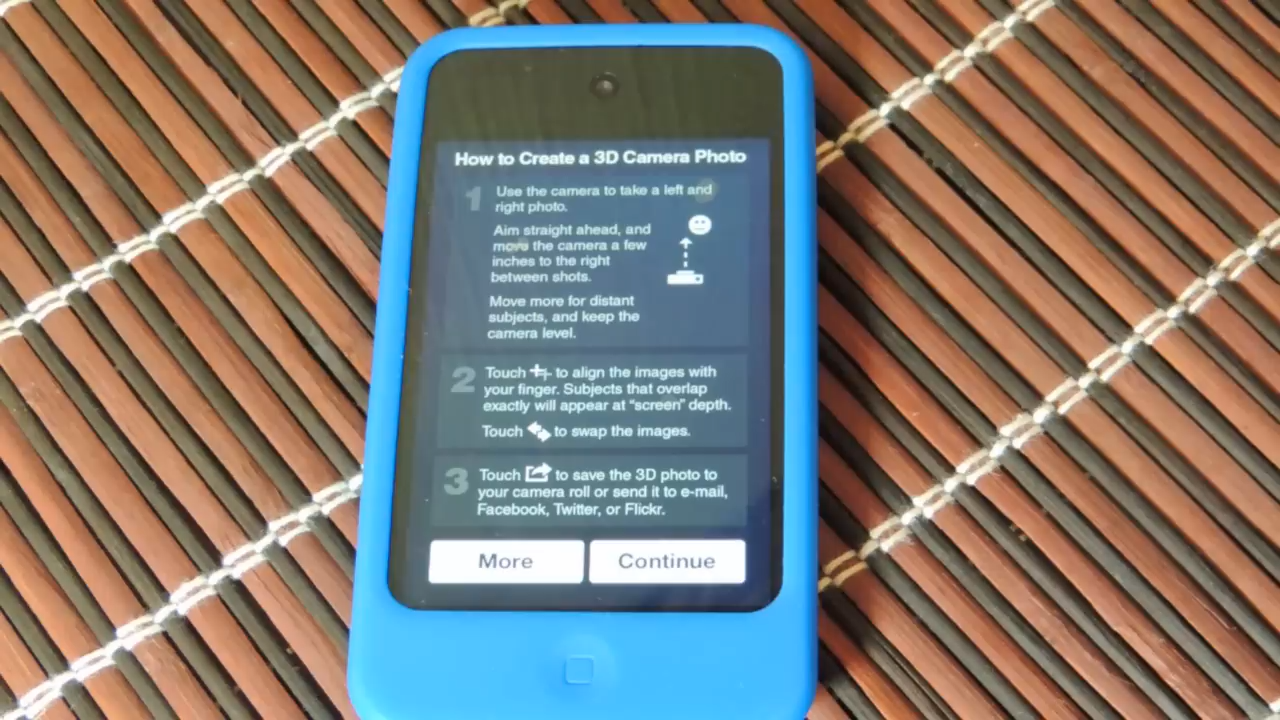 How to Create a 3D Camera Photo
1 Use the camera to take a left and
right photo.
Aim straight ahead, and
move the camera a few
inches to the right
between shots.
Move more for distant
subjects, and keep the
camera level.
2 Touch to align the images with
your finger. Subjects that overlap
exactly will appear at “screen” depth.
Touch to swap the images.
3 Touch to save the 3D photo to
your camera roll or send it to e-mail,
Facebook, Twitter, or Flickr.
More Continue